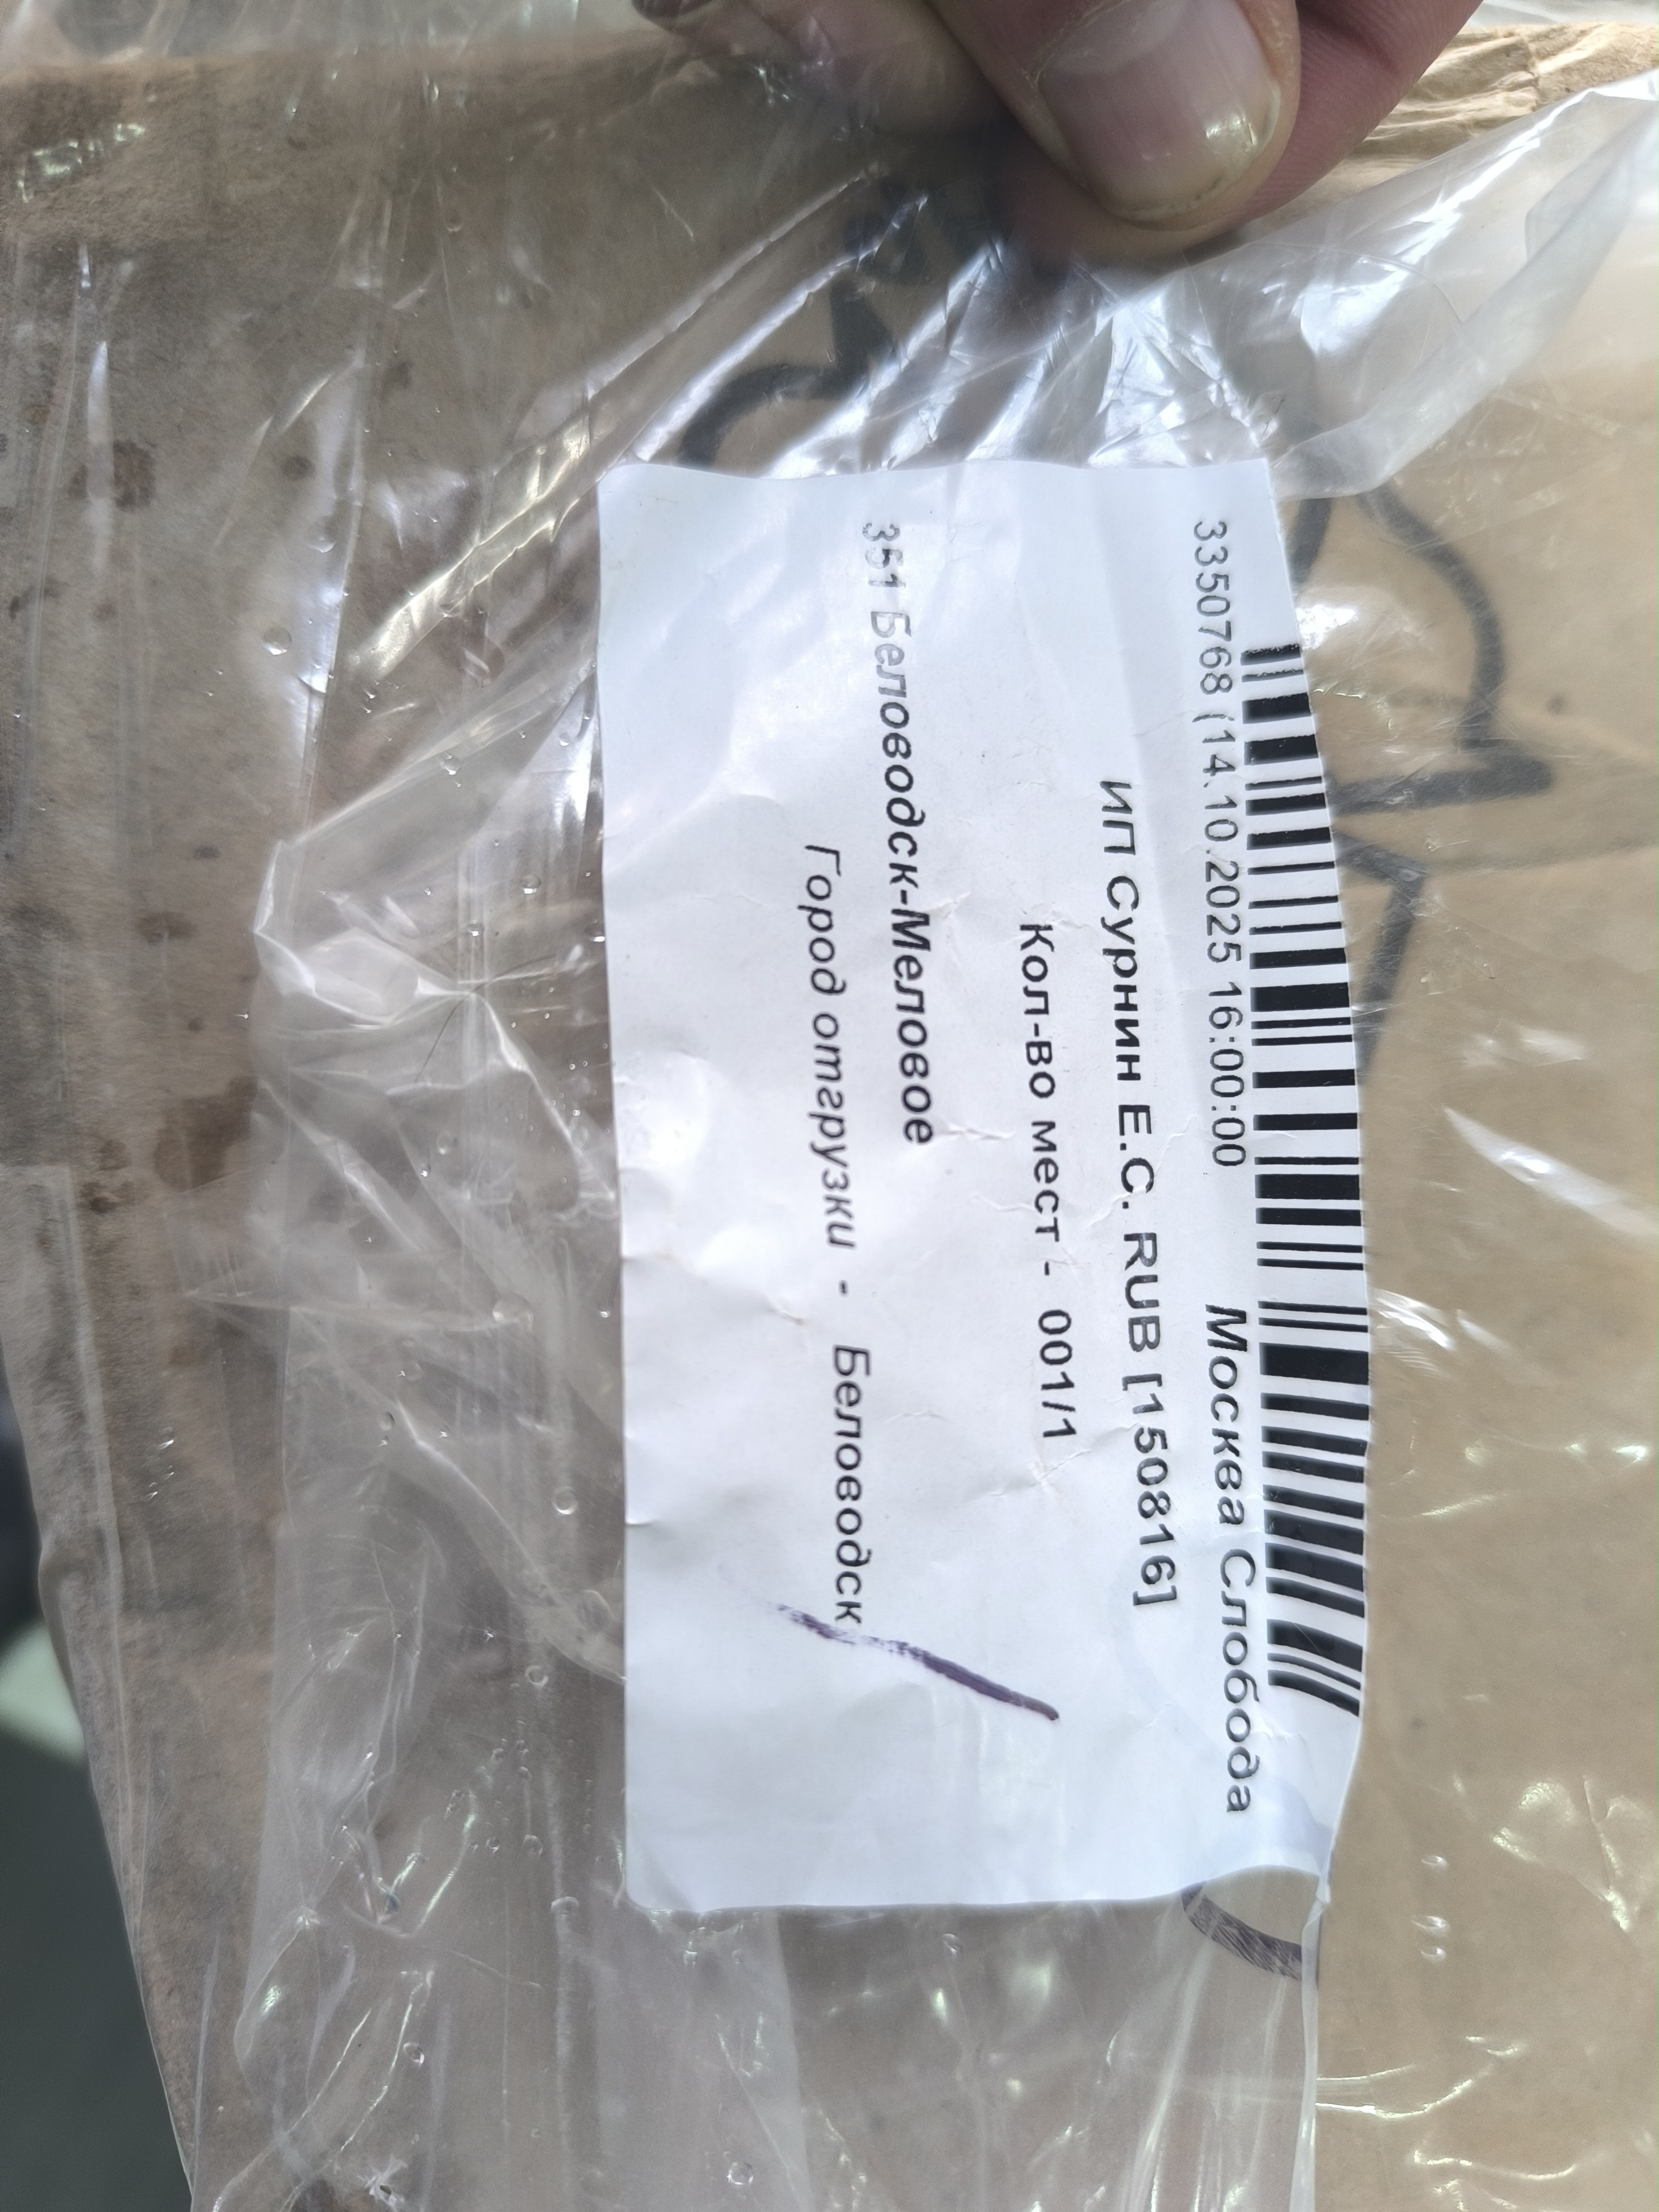 3350768 (14.10.2025 16:00:00 Москва Слобода
ИП Сурнин Е.С. RUB [150816]
Кол-во мест - 001/1
351 Беловодск-Меловое
Город отгрузки - Беловодск